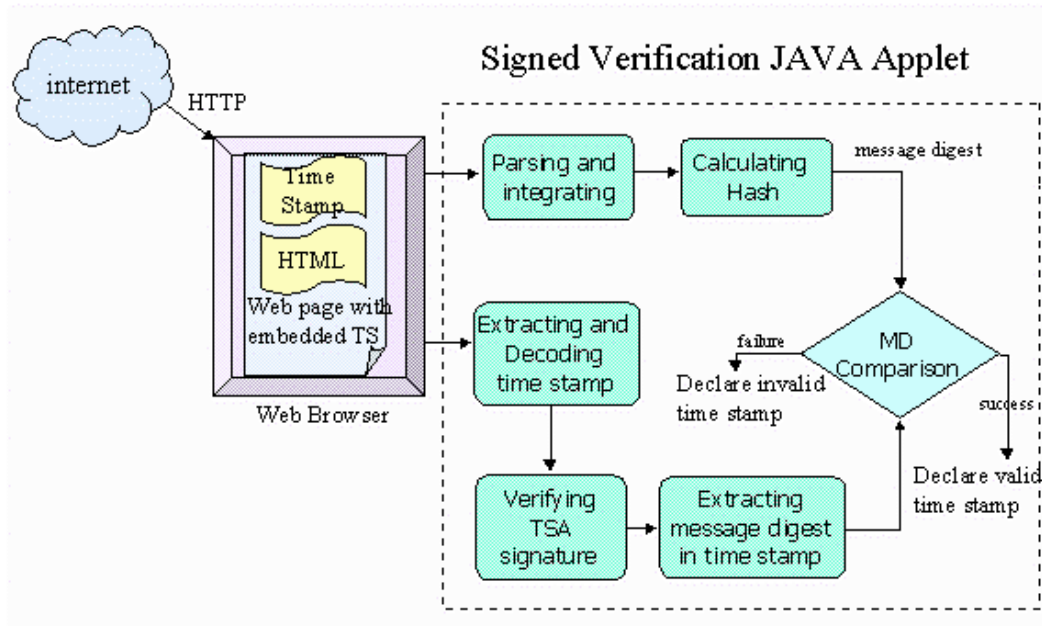 Signed Verification JAVA Applet
internet
HTTP
Time
Stamp
HTML
Web page with
embedded TS
Web Browser
Parsing and
integrating
Calculating
Hash
message digest
Extracting and
Decoding
time stamp
Verifying
TSA
signature
Extracting
message digest
in time stamp
MD
Comparison
failure
Declare invalid
time stamp
success
Declare valid
time stamp